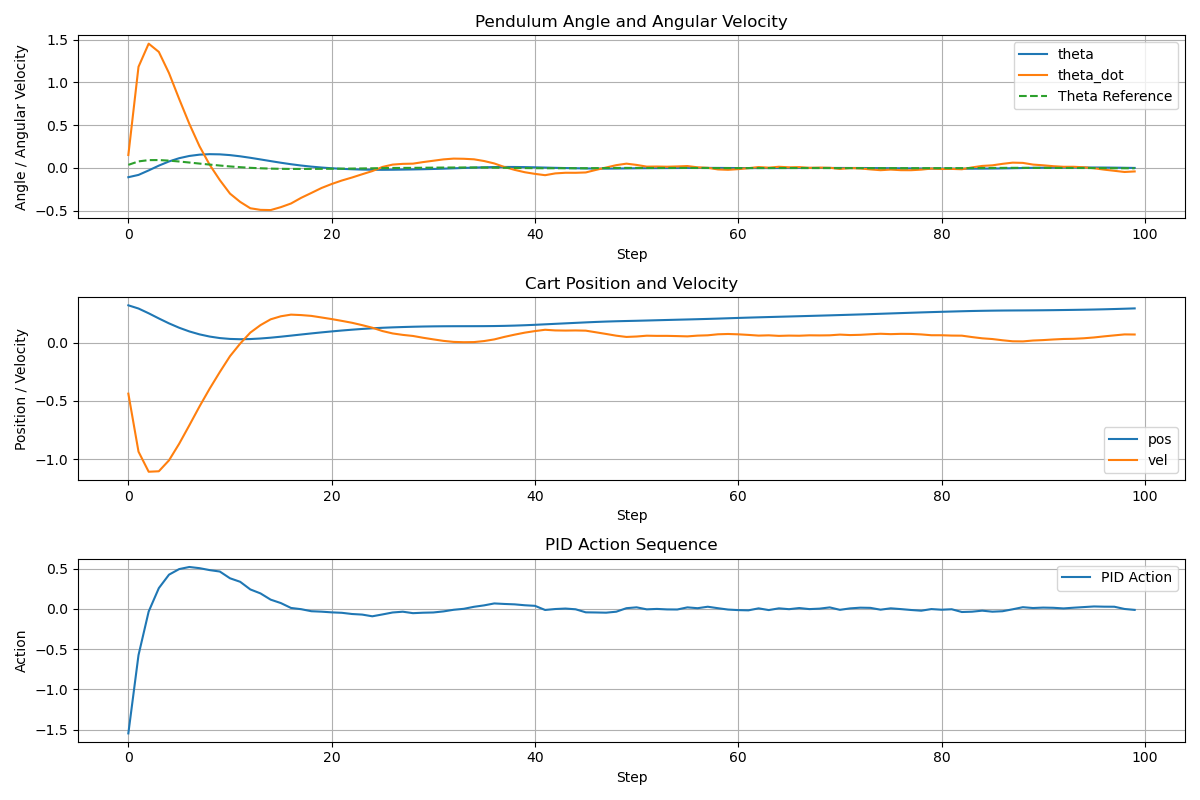 Pendulum Angle and Angular Velocity
Angle / Angular Velocity
1.5
1.0
0.5
0.0
−0.5
theta
theta_dot
Theta Reference
0 20 40 60 80 100
Step
Cart Position and Velocity
Position / Velocity
0.0
−0.5
−1.0
pos
vel
0 20 40 60 80 100
Step
PID Action Sequence
Action
0.5
0.0
−0.5
−1.0
−1.5
PID Action
0 20 40 60 80 100
Step